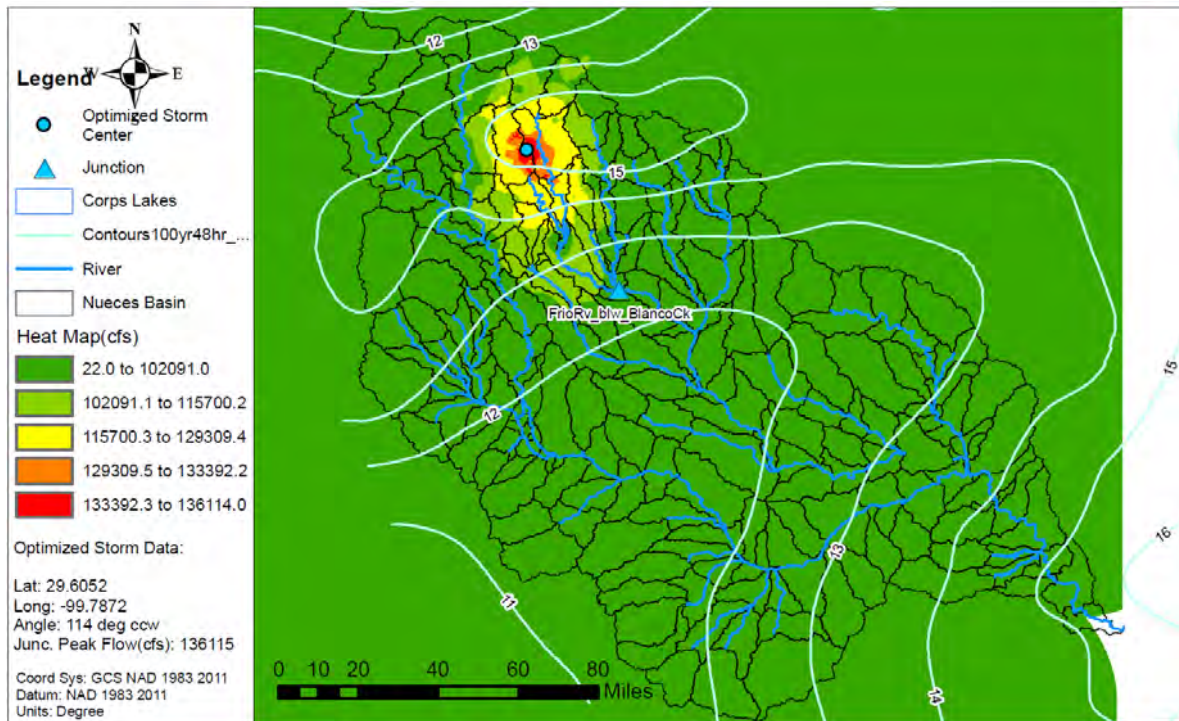 N
W
E
S
Legend
Optimized Storm
Center
Junction
Corps Lakes
Contours100yr48hr_...
River
Nueces Basin
Heat Map(cfs)
22.0 to 102091.0
102091.1 to 115700.2
115700.3 to 129309.4
129309.5 to 133392.2
133392.3 to 136114.0
Optimized Storm Data:
Lat: 29.6052
Long: -99.7872
Angle: 114 deg ccw
Junc. Peak Flow(cfs): 136115
Coord Sys: GCS NAD 1983 2011
Datum: NAD 1983 2011
Units: Degree
12
13
15
FrioRv_blw_BlancoCk
15
12
16
13
11
14
0 10 20 40 60 80
Miles